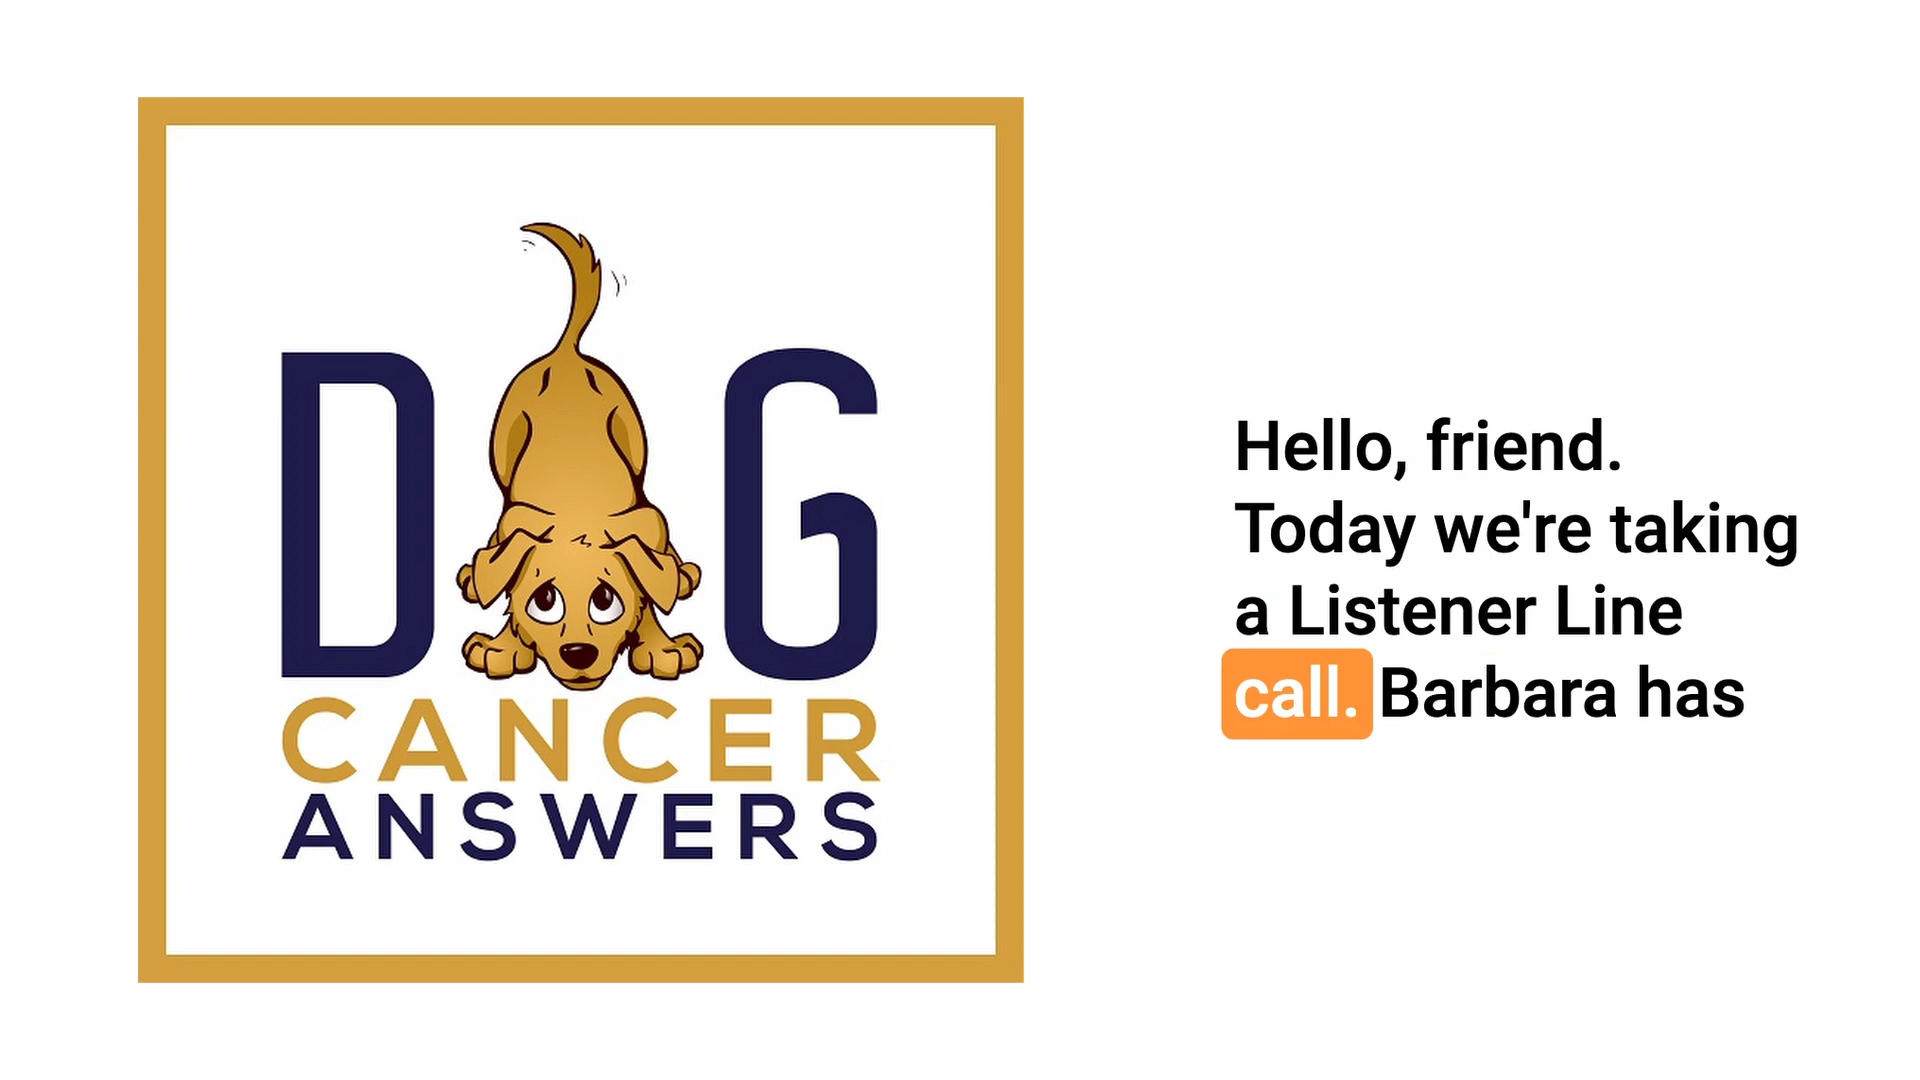 DOG
CANCER
ANSWERS
Hello, friend.
Today we're taking
a Listener Line
call. Barbara has